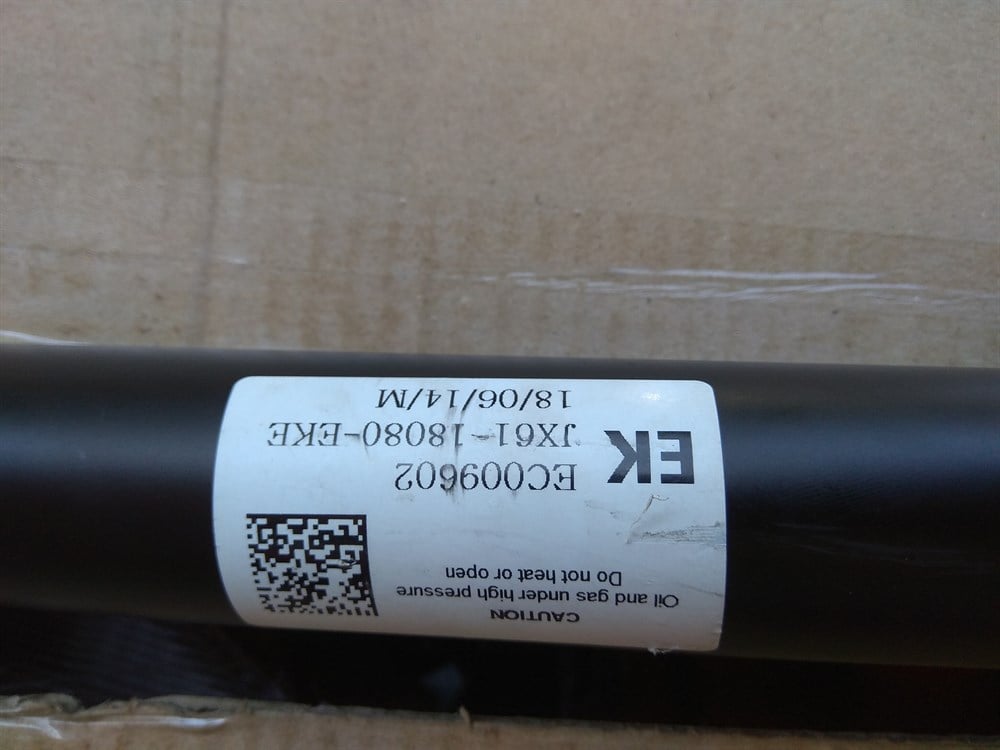 CAUTION
Oil and gas under high pressure
Do not heat or open
EK
EC009602
JX61-18080-EKE
18/06/14/M